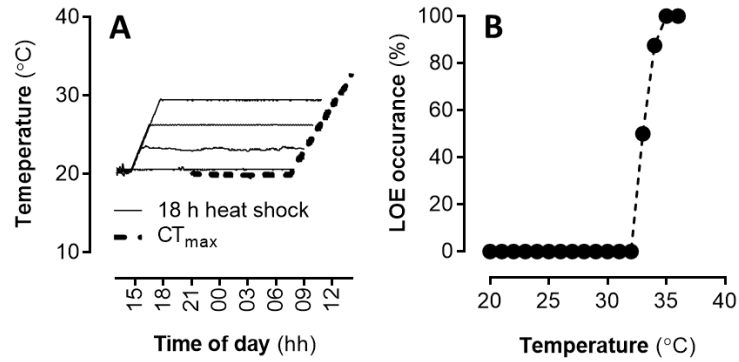 A
Temeperature (°C)
40
30
20
10
18 h heat shock
CTmax
15
18
21
00
03
06
09
12
Time of day (hh)
B
LOE occurance (%)
100
80
60
40
20
0
20
25
30
35
40
Temperature (°C)